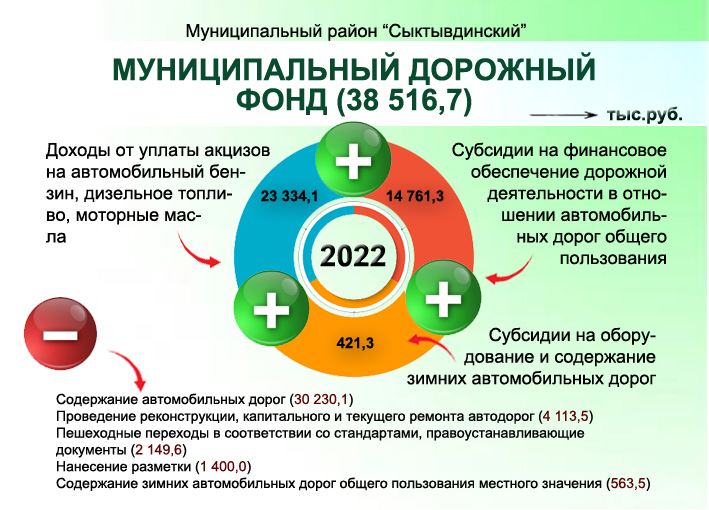 Муниципальный район “Сыктывдинский”
МУНИЦИПАЛЬНЫЙ ДОРОЖНЫЙ
ФОНД (38 516,7)
тыс.руб.
Доходы от уплаты акцизов
на автомобильный бен-
зин, дизельное топли-
во, моторные мас-
ла
23 334,1
14 761,3
Субсидии на финансовое
обеспечение дорожной
деятельности в отно-
шении автомобиль-
ных дорог общего
пользования
2022
421,3
Субсидии на обору-
дование и содержание
зимних автомобильных дорог
Содержание автомобильных дорог (30 230,1)
Проведение реконструкции, капитального и текущего ремонта автодорог (4 113,5)
Пешеходные переходы в соответствии со стандартами, правоустанавливающие
документы (2 149,6)
Нанесение разметки (1 400,0)
Содержание зимних автомобильных дорог общего пользования местного значения (563,5)